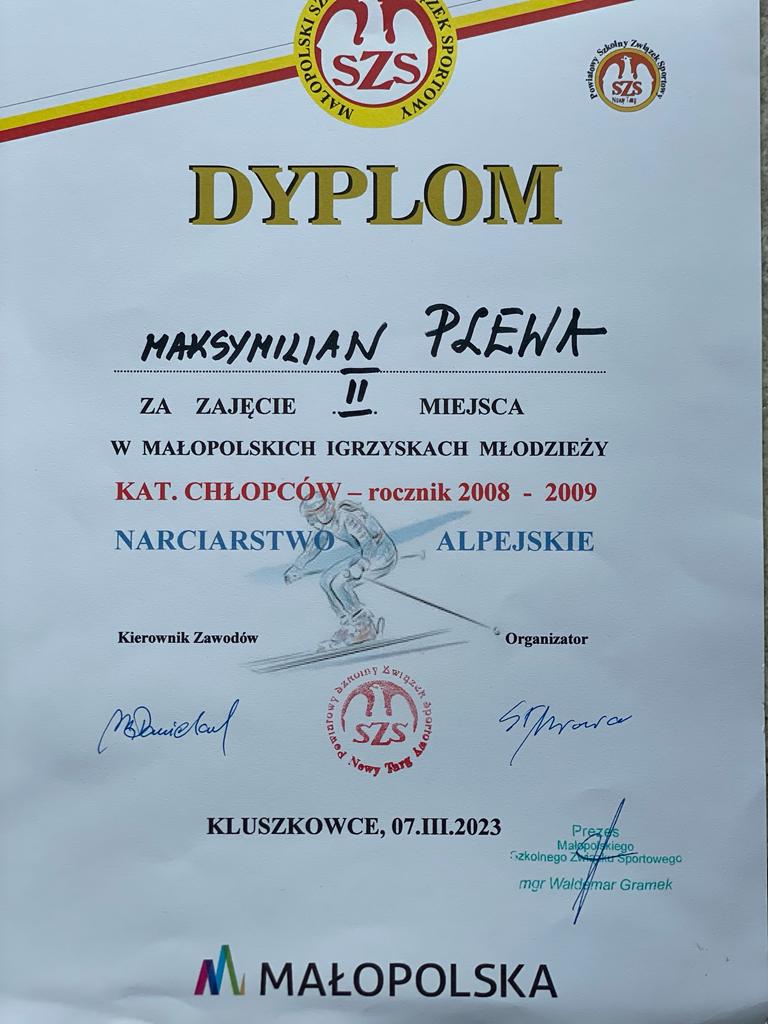 MAŁOPOLSKI SZ
ĄZEK SPORTOWY
SZS
Powiatowy Szkolny Związek Sportowy
SZS
Nowy Targ
DYPLOM
MAKSYMILIAN PLEWA
ZA ZAJĘCIE II MIEJSCA
W MAŁOPOLSKICH IGRZYSKACH MŁODZIEŻY
KAT. CHŁOPCÓW – rocznik 2008 - 2009
NARCIARSTWO ALPEJSKIE
Kierownik Zawodów
Organizator
Powiatowy Szkolny Związek Sportowy
SZS
Nowy Targ
KLUSZKOWCE, 07.III.2023
Prezes
Małopolskiego
Szkolnego Związku Sportowego
mgr Waldemar Gramek
MAŁOPOLSKA